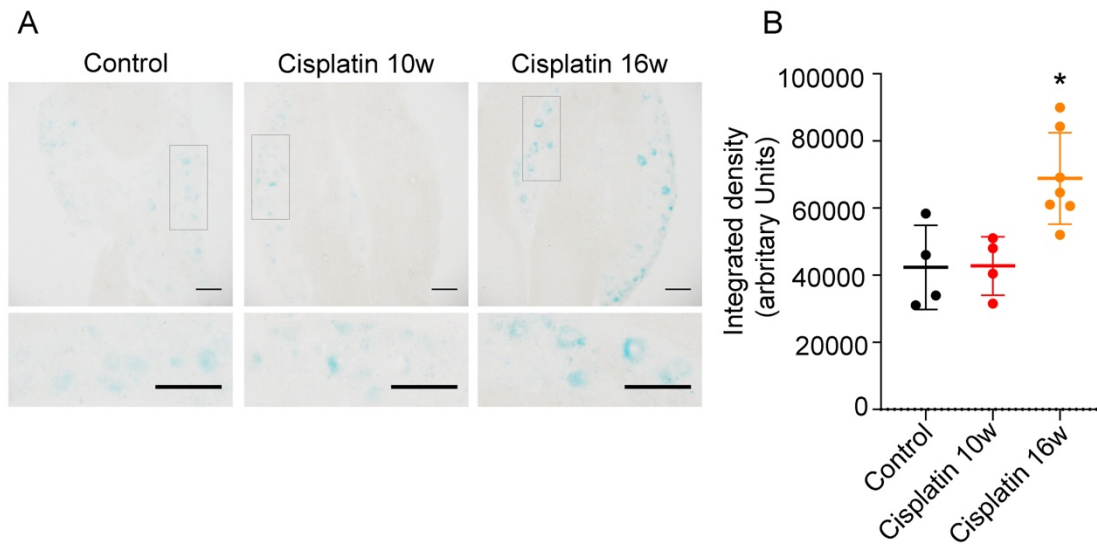 A
Control
Cisplatin 10w
Cisplatin 16w
B
Integrated density
(arbritary Units)
100000
80000
60000
40000
20000
0
*
Control
Cisplatin 10w
Cisplatin 16w